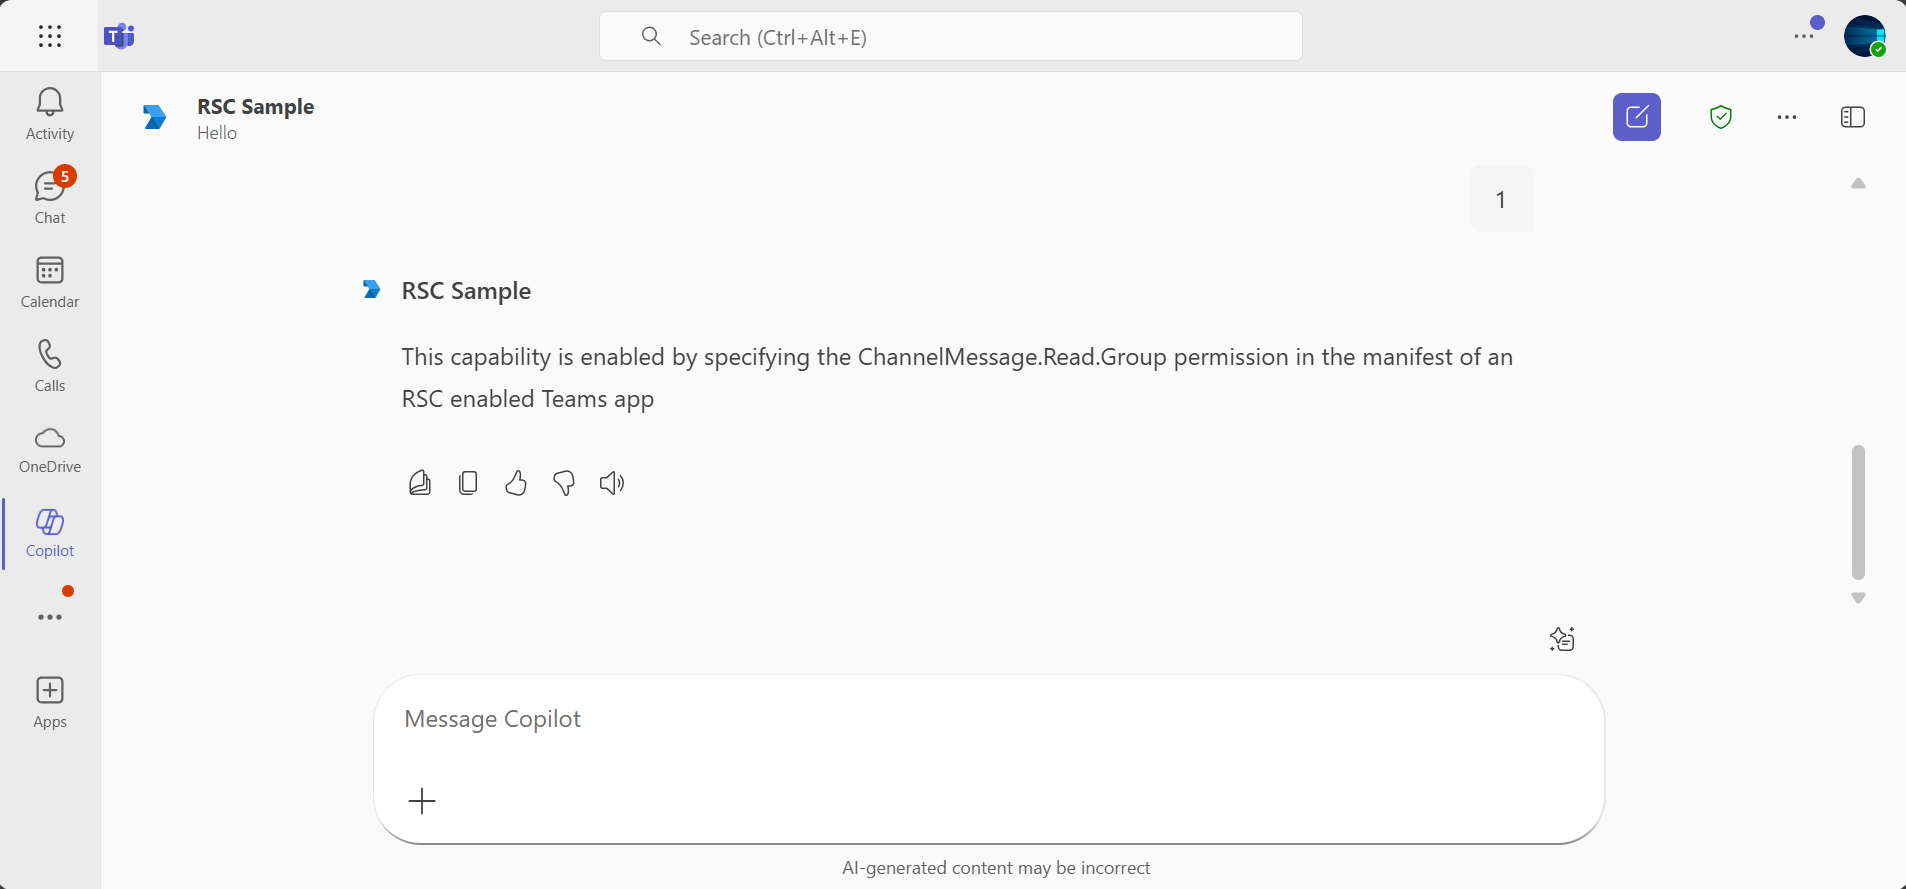 Search (Ctrl+Alt+E)
Activity
5
Chat
Calendar
Calls
OneDrive
Copilot
Apps
RSC Sample
Hello
1
RSC Sample
This capability is enabled by specifying the ChannelMessage.Read.Group permission in the manifest of an
RSC enabled Teams app
Message Copilot
AI-generated content may be incorrect